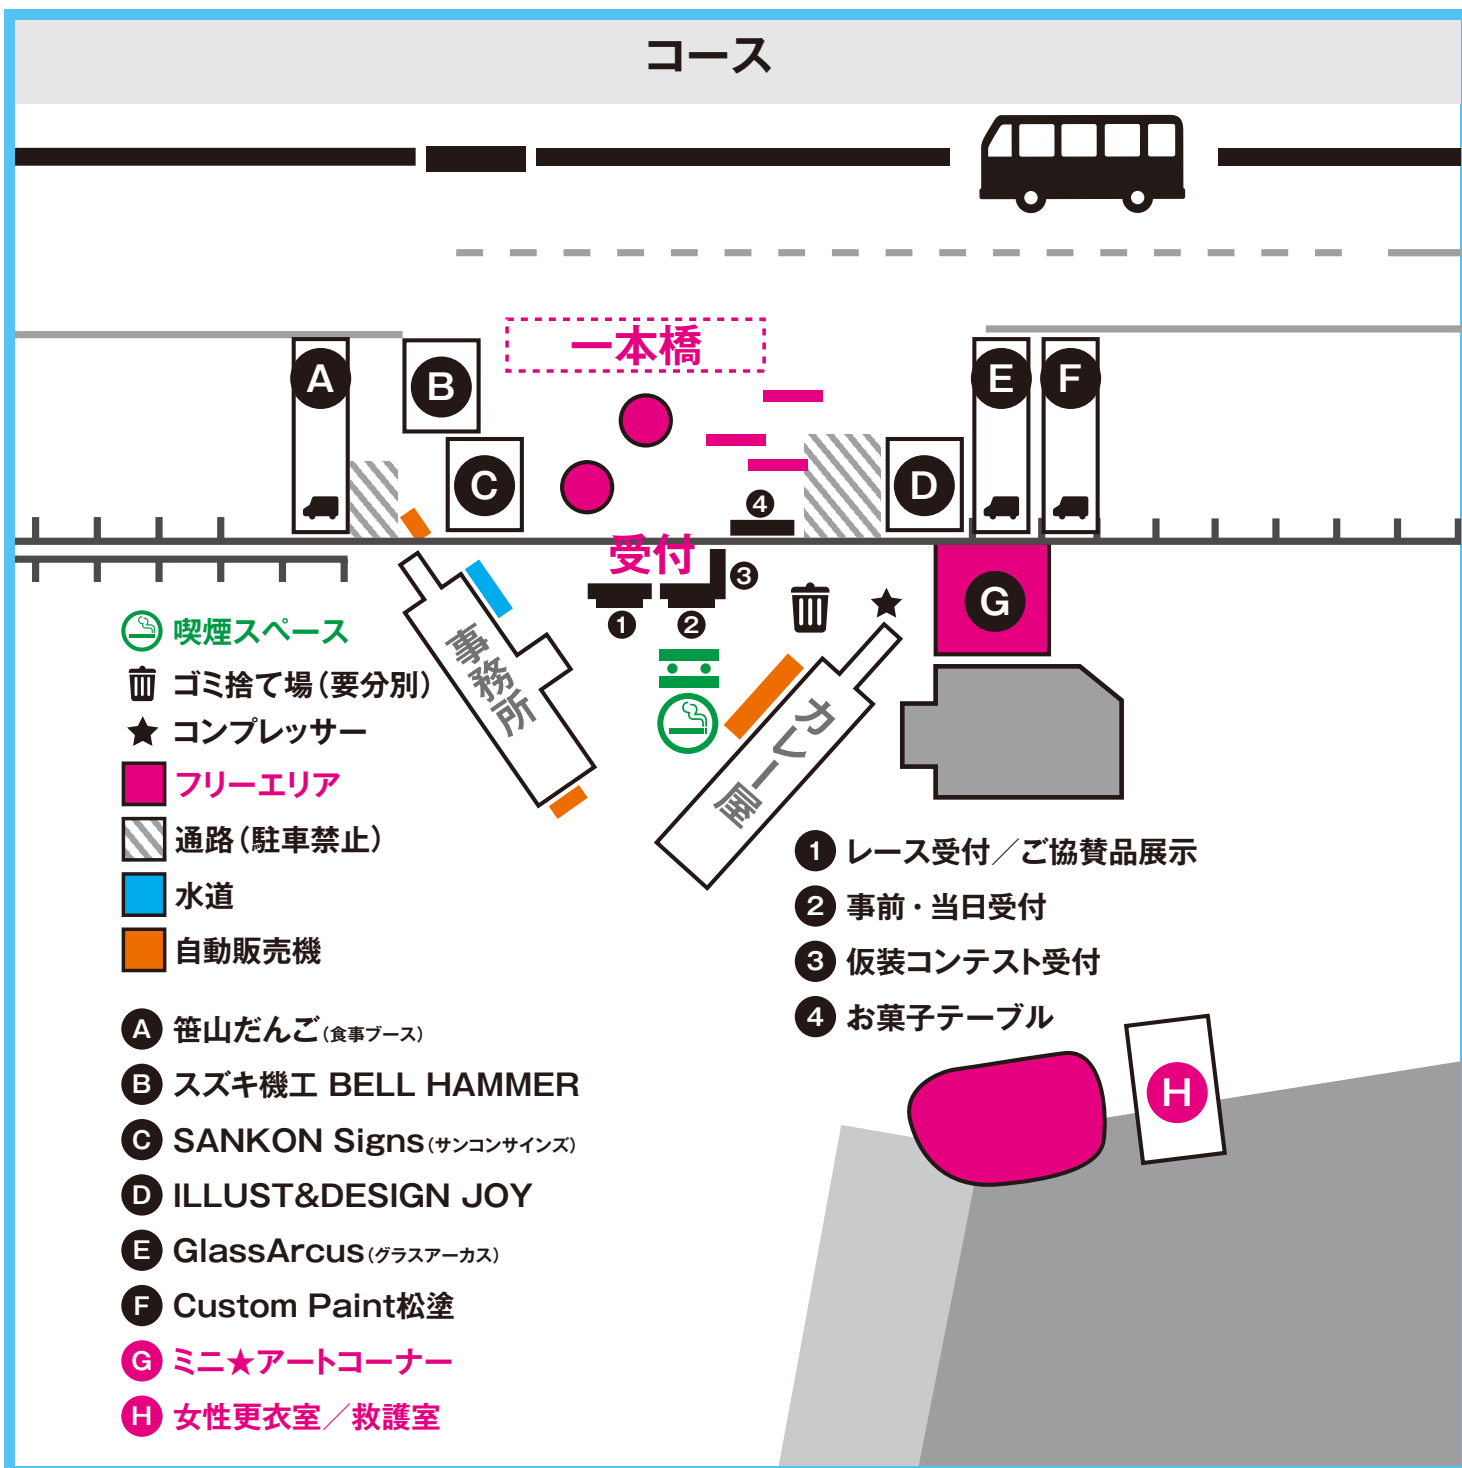 コース
一本橋
A
B
C
D
E
F
4
受付
3
1
2
G
事務所
カレー屋
喫煙スペース
ゴミ捨て場（要分別）
コンプレッサー
フリーエリア
通路（駐車禁止）
水道
自動販売機
1 レース受付／ご協賛品展示
2 事前・当日受付
3 仮装コンテスト受付
4 お菓子テーブル
H
A 笹山だんご（食事ブース）
B スズキ機工 BELL HAMMER
C SANKON Signs（サンコンサインズ）
D ILLUST&DESIGN JOY
E GlassArcus（グラスアーカス）
F Custom Paint松塗
G ミニ★アートコーナー
H 女性更衣室／救護室